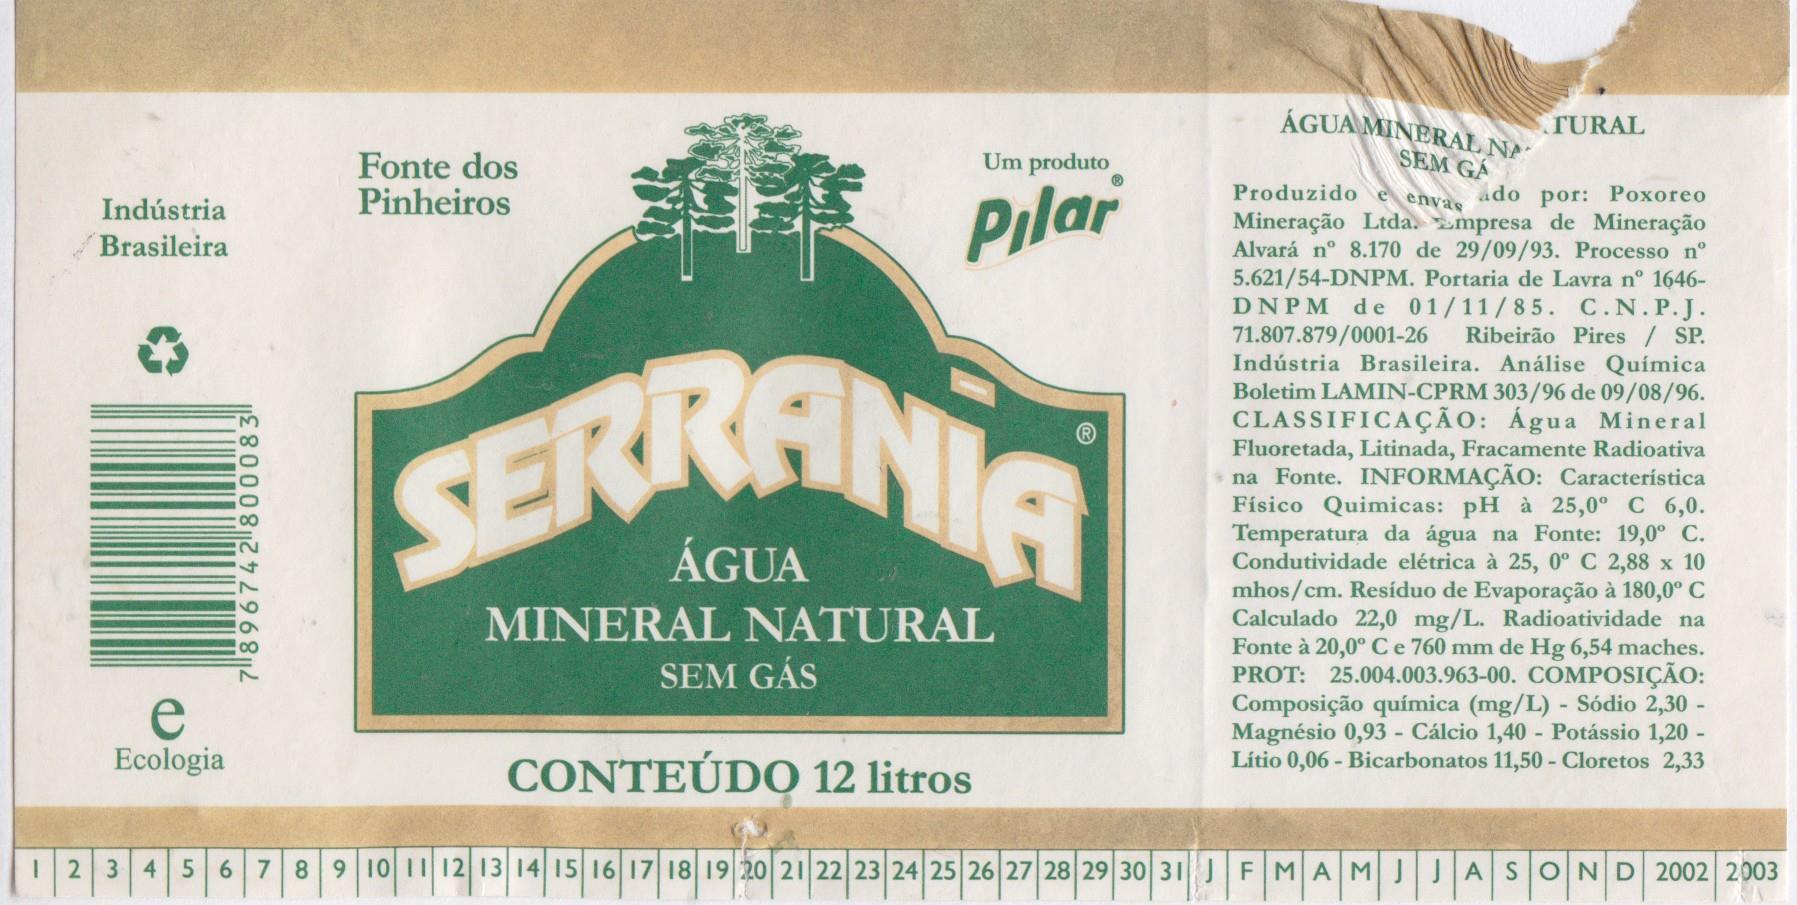 Indústria
Brasileira
7896742800083
e
Ecologia
Fonte dos
Pinheiros
Um produto
Pilar®
SERRANIA ®
ÁGUA
MINERAL NATURAL
SEM GÁS
CONTEÚDO 12 litros
ÁGUA MINERAL NA TURAL
SEM GÁ
Produzido e envas ado por: Poxoreo
Mineração Ltda. Empresa de Mineração
Alvará nº 8.170 de 29/09/93. Processo nº
5.621/54-DNPM. Portaria de Lavra nº 1646-
DNPM de 01/11/85. C.N.P.J.
71.807.879/0001-26 Ribeirão Pires / SP.
Indústria Brasileira. Análise Química
Boletim LAMIN-CPRM 303/96 de 09/08/96.
CLASSIFICAÇÃO: Água Mineral
Fluoretada, Litinada, Fracamente Radioativa
na Fonte. INFORMAÇÃO: Característica
Físico Quimicas: pH à 25,0º C 6,0.
Temperatura da água na Fonte: 19,0º C.
Condutividade elétrica à 25, 0º C 2,88 x 10
mhos/cm. Resíduo de Evaporação à 180,0º C
Calculado 22,0 mg/L. Radioatividade na
Fonte à 20,0º C e 760 mm de Hg 6,54 maches.
PROT: 25.004.003.963-00. COMPOSIÇÃO:
Composição química (mg/L) - Sódio 2,30 -
Magnésio 0,93 - Cálcio 1,40 - Potássio 1,20 -
Lítio 0,06 - Bicarbonatos 11,50 - Cloretos 2,33
1 2 3 4 5 6 7 8 9 10 11 12 13 14 15 16 17 18 19 20 21 22 23 24 25 26 27 28 29 30 31 J F M A M J J A S O N D 2002 2003